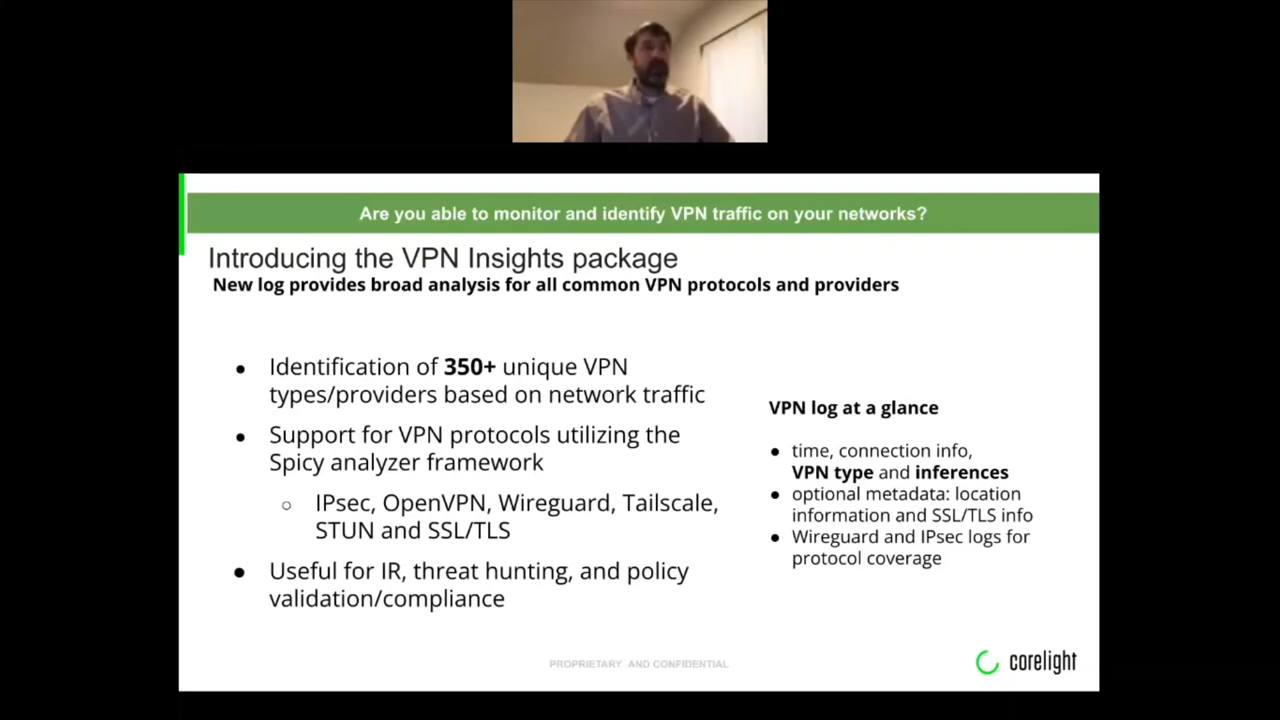 Are you able to monitor and identify VPN traffic on your networks?
Introducing the VPN Insights package
New log provides broad analysis for all common VPN protocols and providers
● Identification of 350+ unique VPN
types/providers based on network traffic
● Support for VPN protocols utilizing the
Spicy analyzer framework
○ IPsec, OpenVPN, Wireguard, Tailscale,
STUN and SSL/TLS
● Useful for IR, threat hunting, and policy
validation/compliance
VPN log at a glance
● time, connection info,
VPN type and inferences
● optional metadata: location
information and SSL/TLS info
● Wireguard and IPsec logs for
protocol coverage
PROPRIETARY AND CONFIDENTIAL
corelight